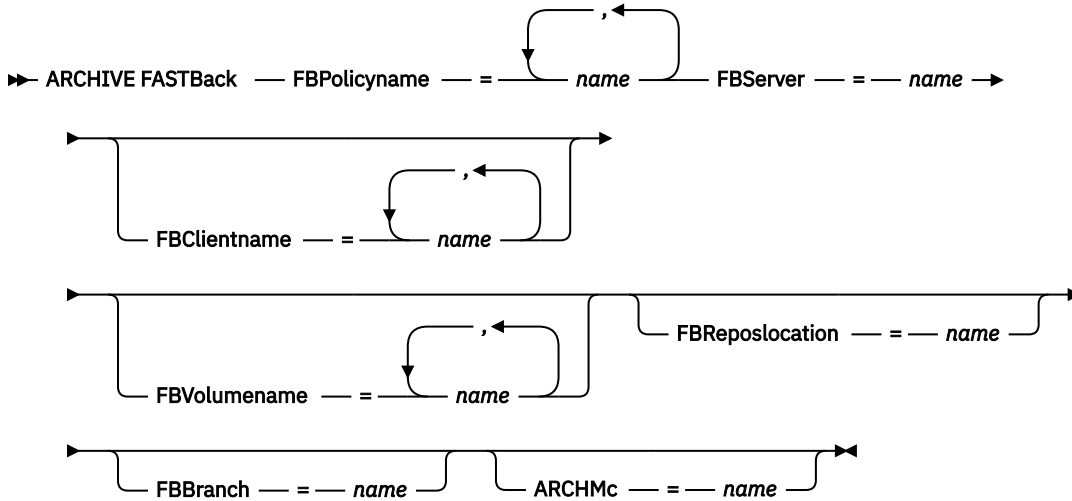 ,
ARCHIVE FASTBack FBPolicyname = name FBServer = name
,
FBClientname = name
,
FBReposlocation = name
FBVolumename = name
FBBranch = name ARCHMc = name